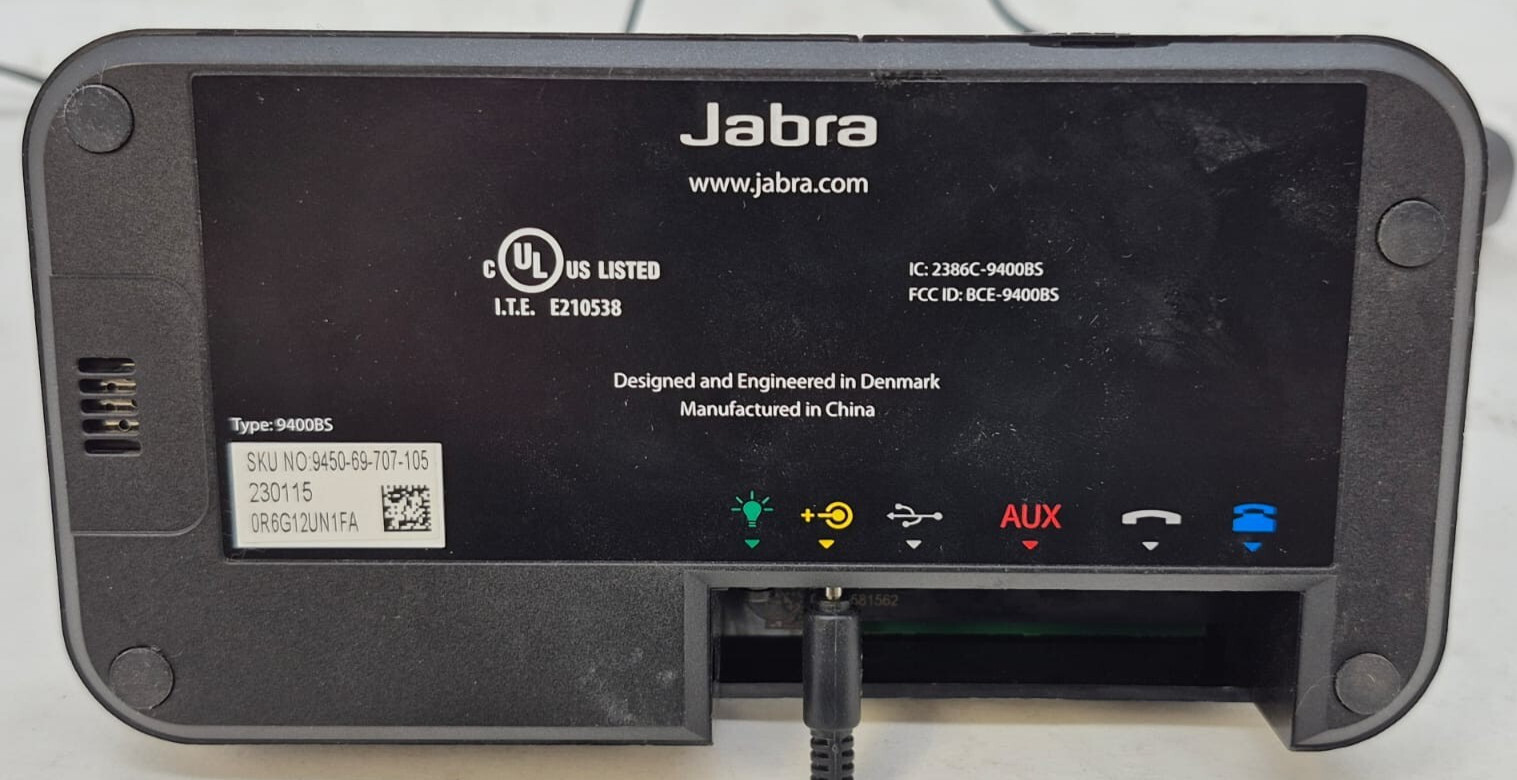 Jabra
www.jabra.com
C UL US LISTED
I.T.E. E210538
IC: 2386C-9400BS
FCC ID: BCE-9400BS
Designed and Engineered in Denmark
Manufactured in China
Type: 9400BS
SKU NO:9450-69-707-105
230115
0R6G12UN1FA
AUX
581562